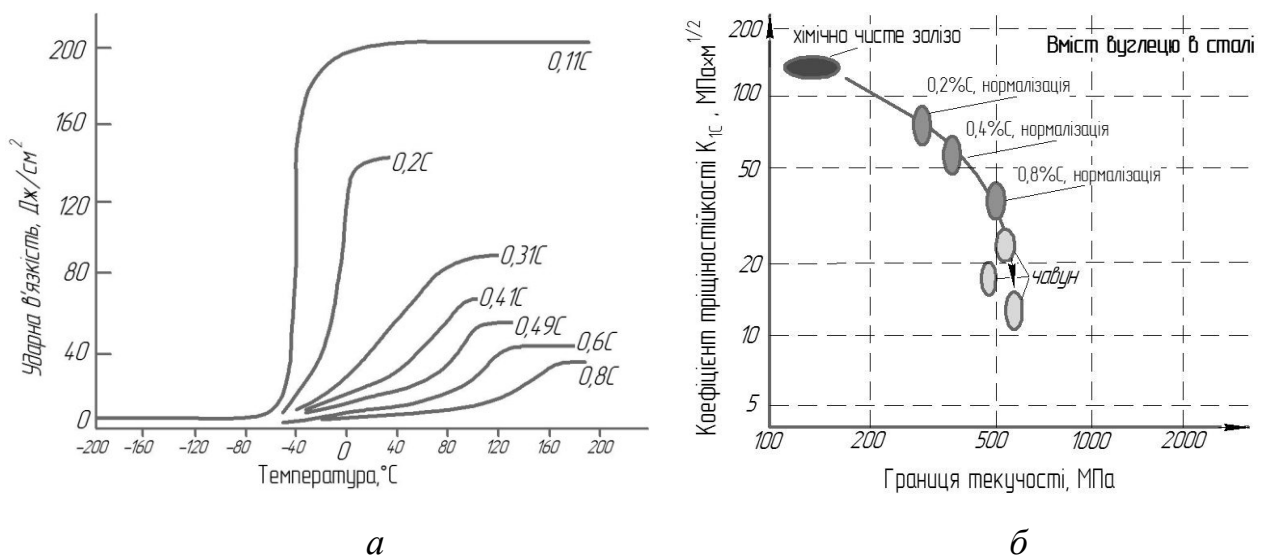 Ударна в'язкість, Дж/см²
200
160
120
80
40
0
-200
-160
-120
-80
-40
0
40
80
120
160
200
Температура,°С
0,11С
0,2С
0,31С
0,41С
0,49С
0,6С
0,8С
а
Коефіцієнт тріщіностійкості К1С , МПа×м1/2
200
100
50
20
10
5
100
200
500
1000
2000
Границя текучості, МПа
хімічно чисте залізо
Вміст вуглецю в сталі
0,2%С, нормалізація
0,4%С, нормалізація
0,8%С, нормалізація
чавун
б